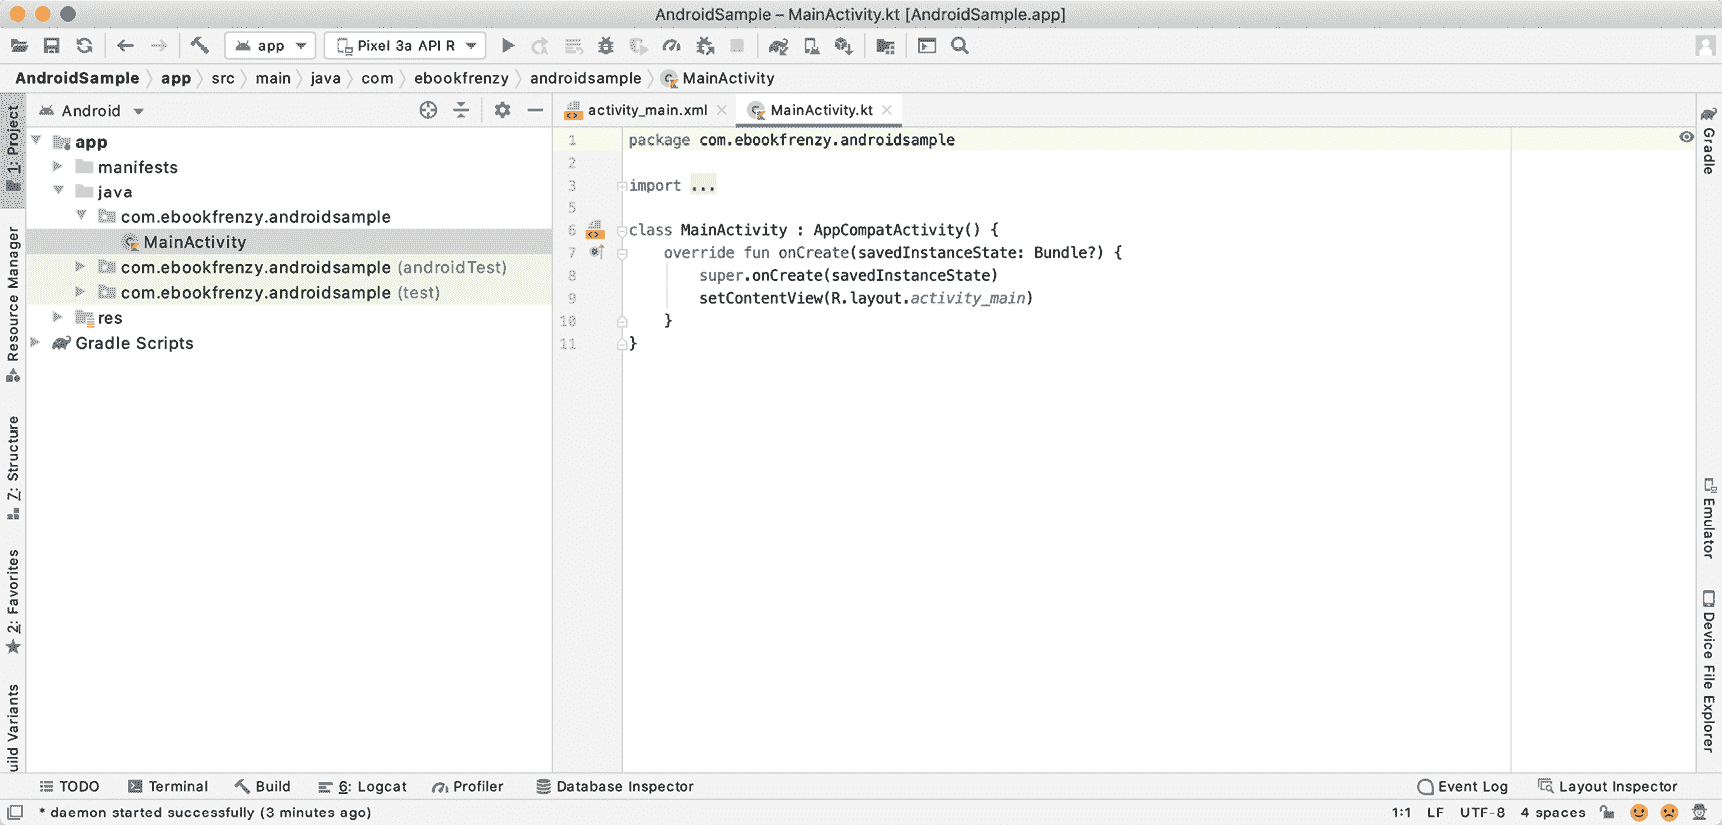 AndroidSample – MainActivity.kt [AndroidSample.app]
app Pixel 3a API R
AndroidSample app src main java com ebookfrenzy androidsample MainActivity
Android
activity_main.xml MainActivity.kt
1: Project
Resource Manager
7: Structure
2: Favorites
uild Variants
app
manifests
java
com.ebookfrenzy.androidsample
MainActivity
com.ebookfrenzy.androidsample (androidTest)
com.ebookfrenzy.androidsample (test)
res
Gradle Scripts
1 package com.ebookfrenzy.androidsample
2
3 import ...
5
6 class MainActivity : AppCompatActivity() {
7 override fun onCreate(savedInstanceState: Bundle?) {
8 super.onCreate(savedInstanceState)
9 setContentView(R.layout.activity_main)
10 }
11 }
Gradle
Emulator
Device File Explorer
TODO Terminal Build 6: Logcat Profiler Database Inspector Event Log Layout Inspector
* daemon started successfully (3 minutes ago) 1:1 LF UTF-8 4 spaces